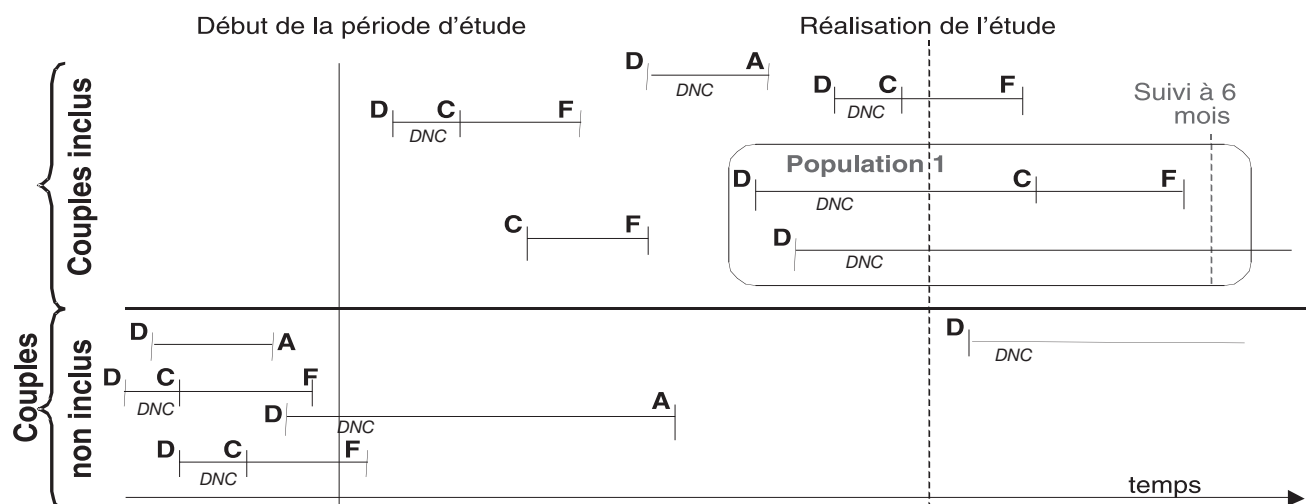 Début de la période d'étude
Réalisation de l'étude
D A
DNC
D C F
DNC
D C F
DNC
Suivi à 6
mois
Couples inclus
Population 1
D C F
DNC
C F
D
DNC
Couples
non inclus
D A
D
DNC
D C F
DNC
D A
DNC
D C F
DNC
temps